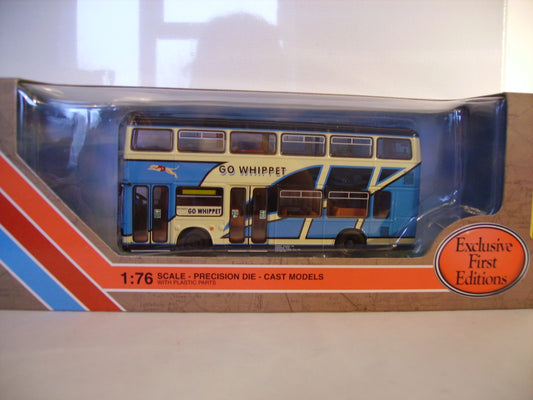 GO WHIPPET
GO WHIPPET
1:76 SCALE - PRECISION DIE - CAST MODELS
WITH PLASTIC PARTS
Exclusive
First
Editions